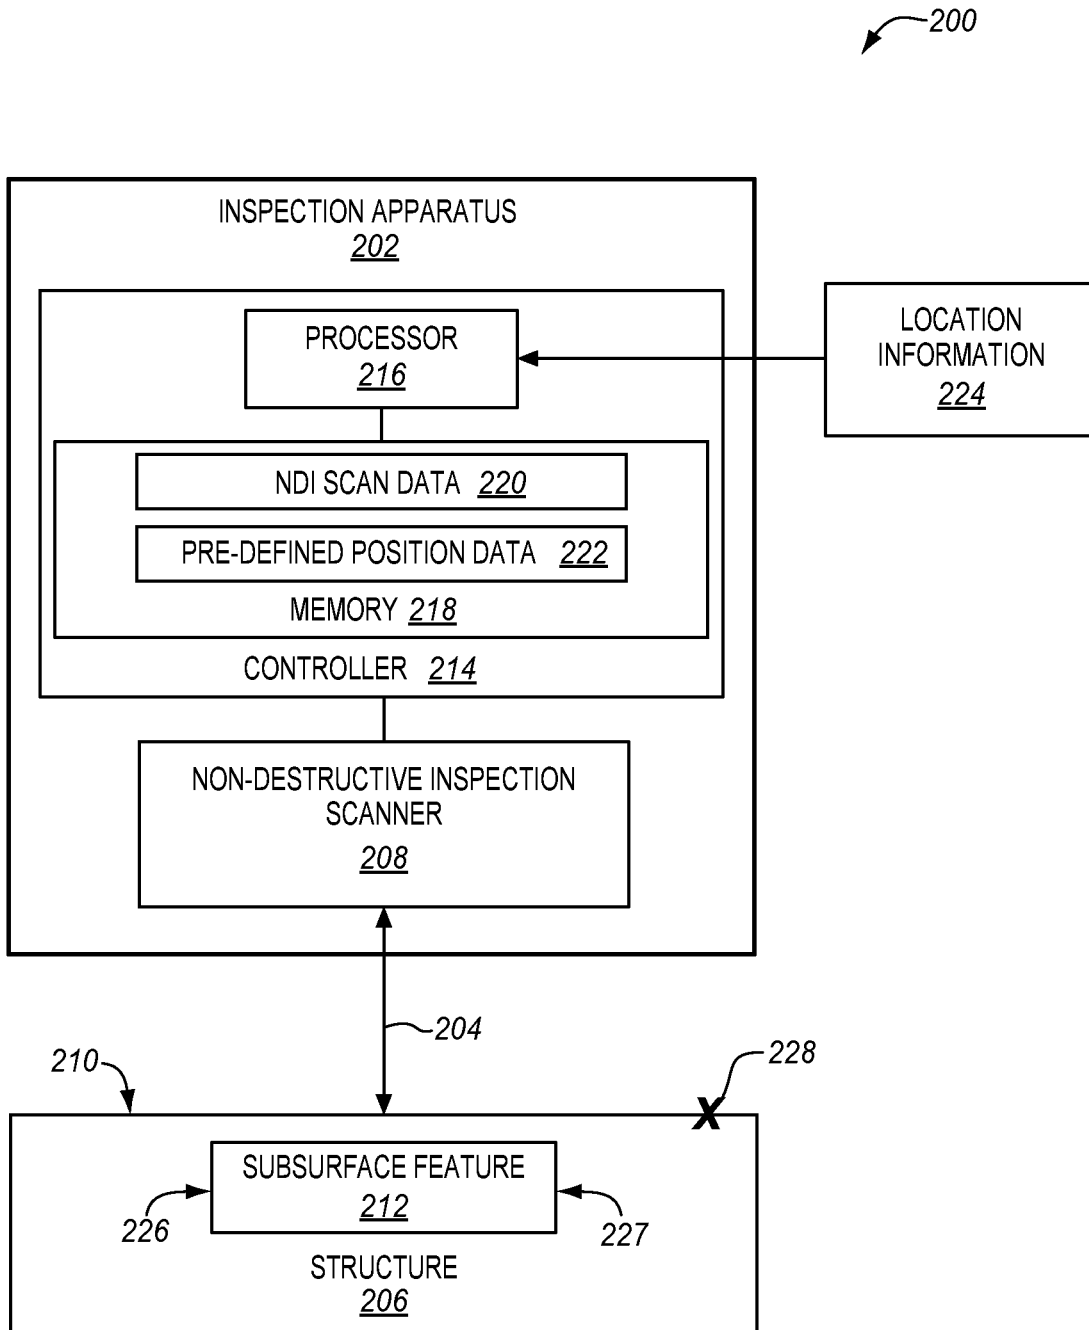 200
INSPECTION APPARATUS
202
PROCESSOR
216
LOCATION
INFORMATION
224
NDI SCAN DATA 220
PRE-DEFINED POSITION DATA 222
MEMORY 218
CONTROLLER 214
NON-DESTRUCTIVE INSPECTION
SCANNER
208
204
210
228
X
SUBSURFACE FEATURE
212
226
227
STRUCTURE
206